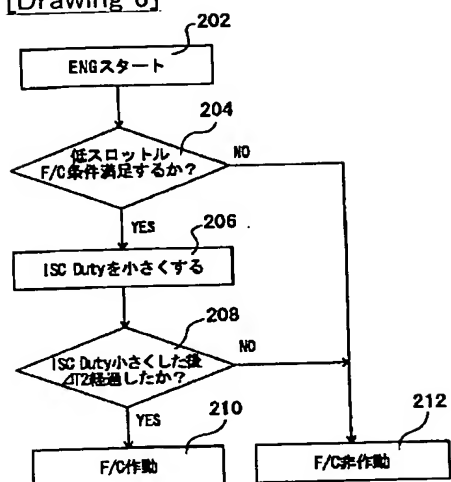 [Drawing 6]
202
ENGスタート
204
低スロットル
F/C条件満足するか?
NO
YES
206
ISC Dutyを小さくする
208
ISC Duty小さくした後
⊿T2経過したか?
NO
YES
210
212
F/C作動
F/C非作動